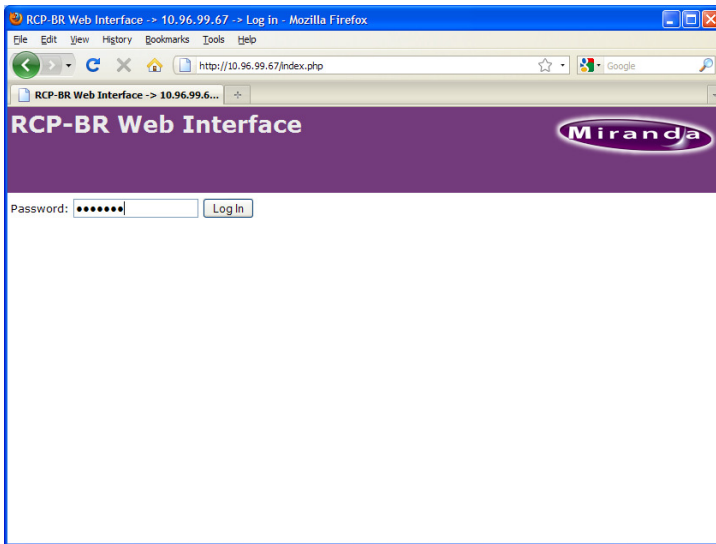 RCP-BR Web Interface -> 10.96.99.67 -> Log in - Mozilla Firefox
File Edit View History Bookmarks Tools Help
http://10.96.99.67/index.php
Google
RCP-BR Web Interface -> 10.96.99.6...
RCP-BR Web Interface
Miranda
Password: ●●●●●●● Log In